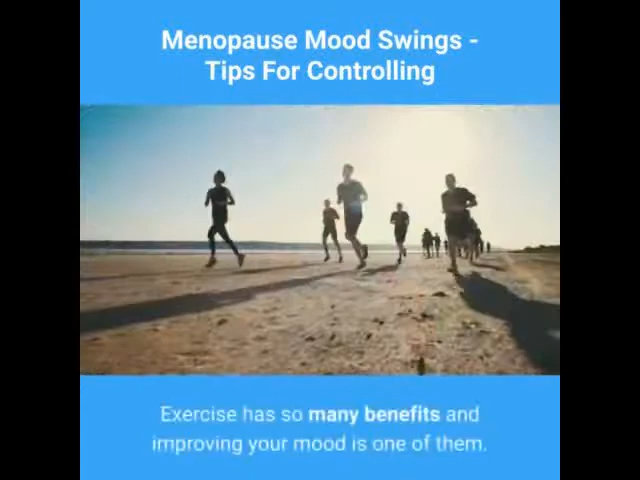 Menopause Mood Swings -
Tips For Controlling
Exercise has so many benefits and
improving your mood is one of them.